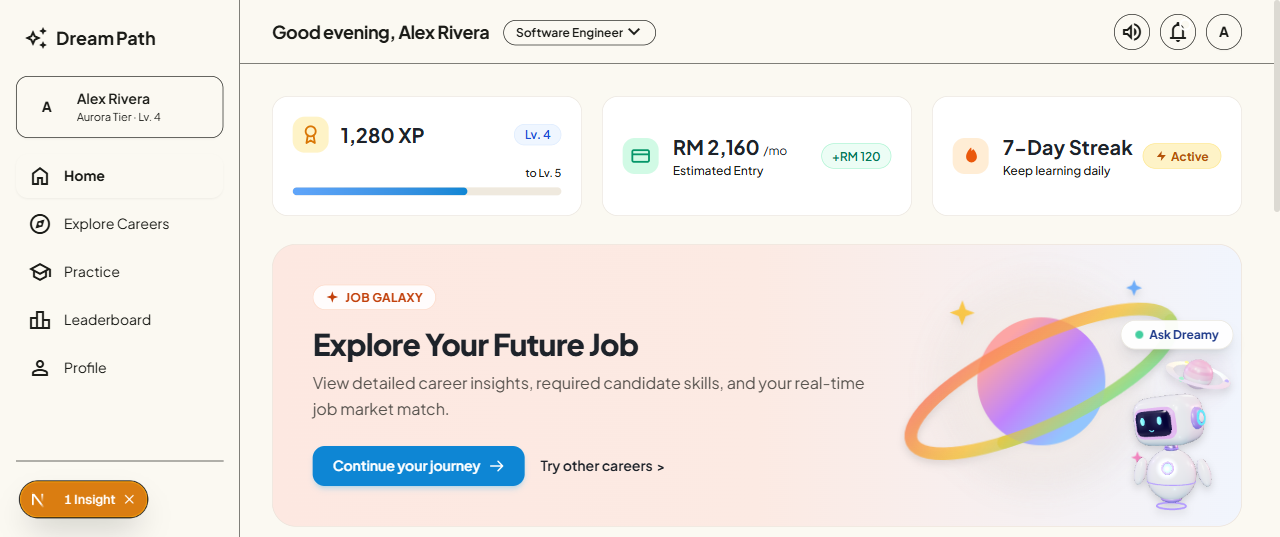 DreamPath
A
Alex Rivera
Aurora Tier · Lv. 4
Home
Explore Careers
Practice
Leaderboard
Profile
1 Insight
Good evening, Alex Rivera
Software Engineer
A
1,280 XP
Lv. 4
to Lv. 5
RM 2,160 /mo
Estimated Entry
+RM 120
7-Day Streak
Keep learning daily
Active
JOB GALAXY
Explore Your Future Job
View detailed career insights, required candidate skills, and your real-time
job market match.
Continue your journey
Try other careers >
Ask Dreamy